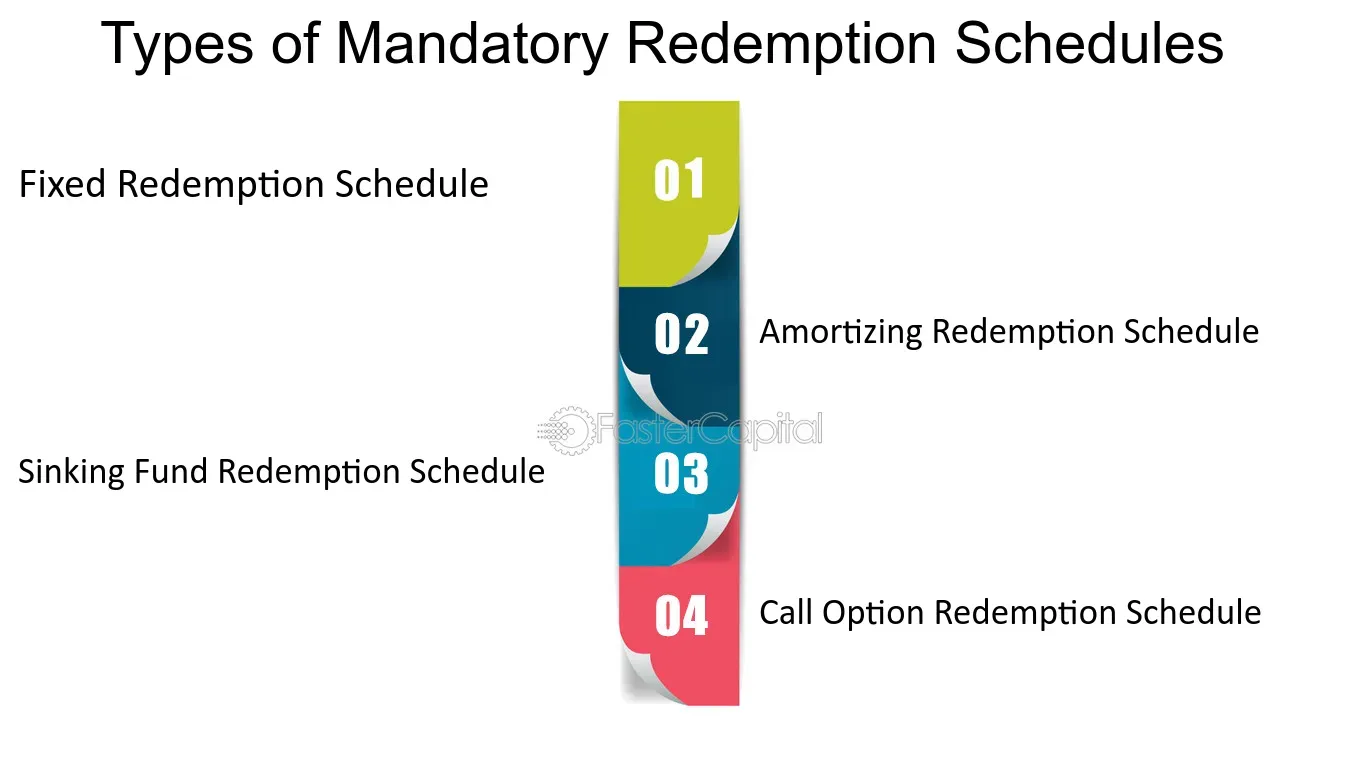 Types of Mandatory Redemption Schedules
01
Fixed Redemption Schedule
02
Amortizing Redemption Schedule
FasterCapital
03
Sinking Fund Redemption Schedule
04
Call Option Redemption Schedule